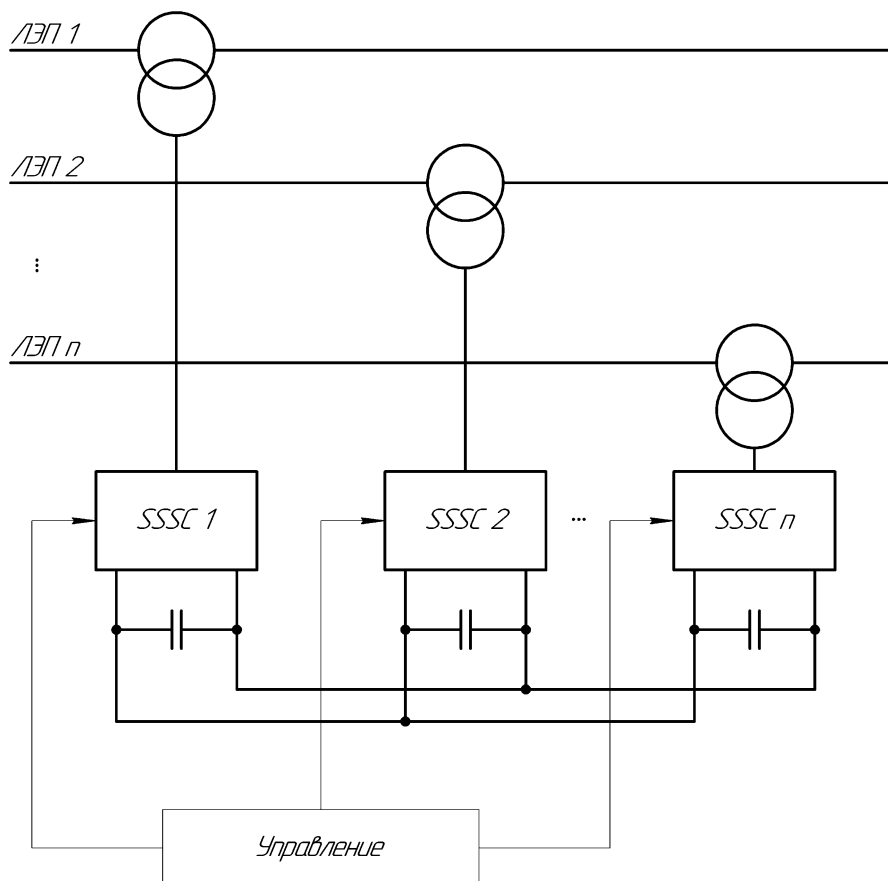 ЛЭП 1
ЛЭП 2
⋮
ЛЭП n
SSSC 1
SSSC 2
...
SSSC n
Управление